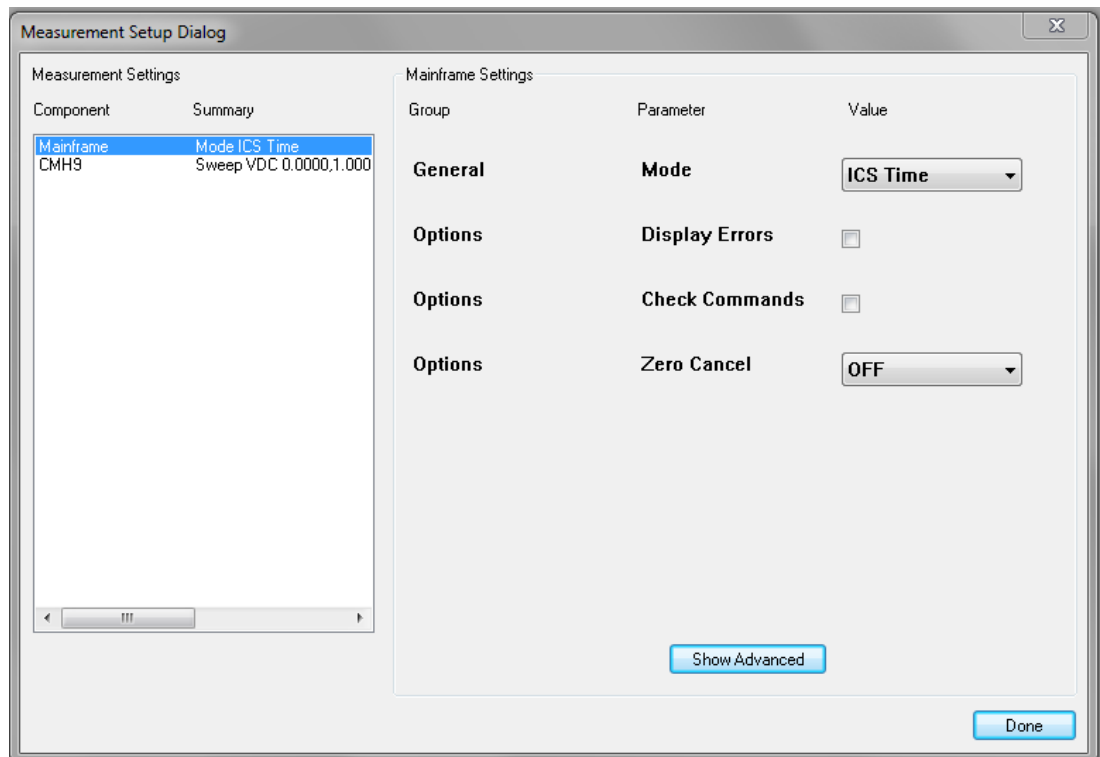 Measurement Setup Dialog
Measurement Settings
Component Summary
Mainframe Mode ICS Time
CMH9 Sweep VDC 0.0000,1.000
Mainframe Settings
Group Parameter Value
General Mode ICS Time
Options Display Errors
Options Check Commands
Options Zero Cancel OFF
Show Advanced
Done